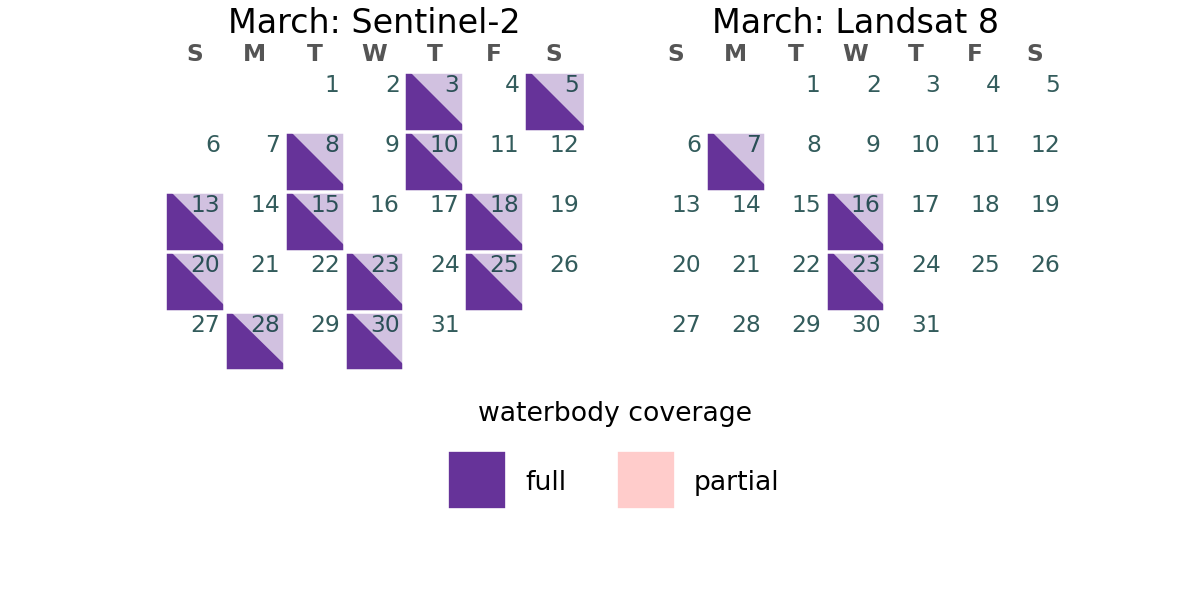 March: Sentinel-2
S M T W T F S
1 2 3 4 5
6 7 8 9 10 11 12
13 14 15 16 17 18 19
20 21 22 23 24 25 26
27 28 29 30 31
March: Landsat 8
S M T W T F S
1 2 3 4 5
6 7 8 9 10 11 12
13 14 15 16 17 18 19
20 21 22 23 24 25 26
27 28 29 30 31
waterbody coverage
full partial